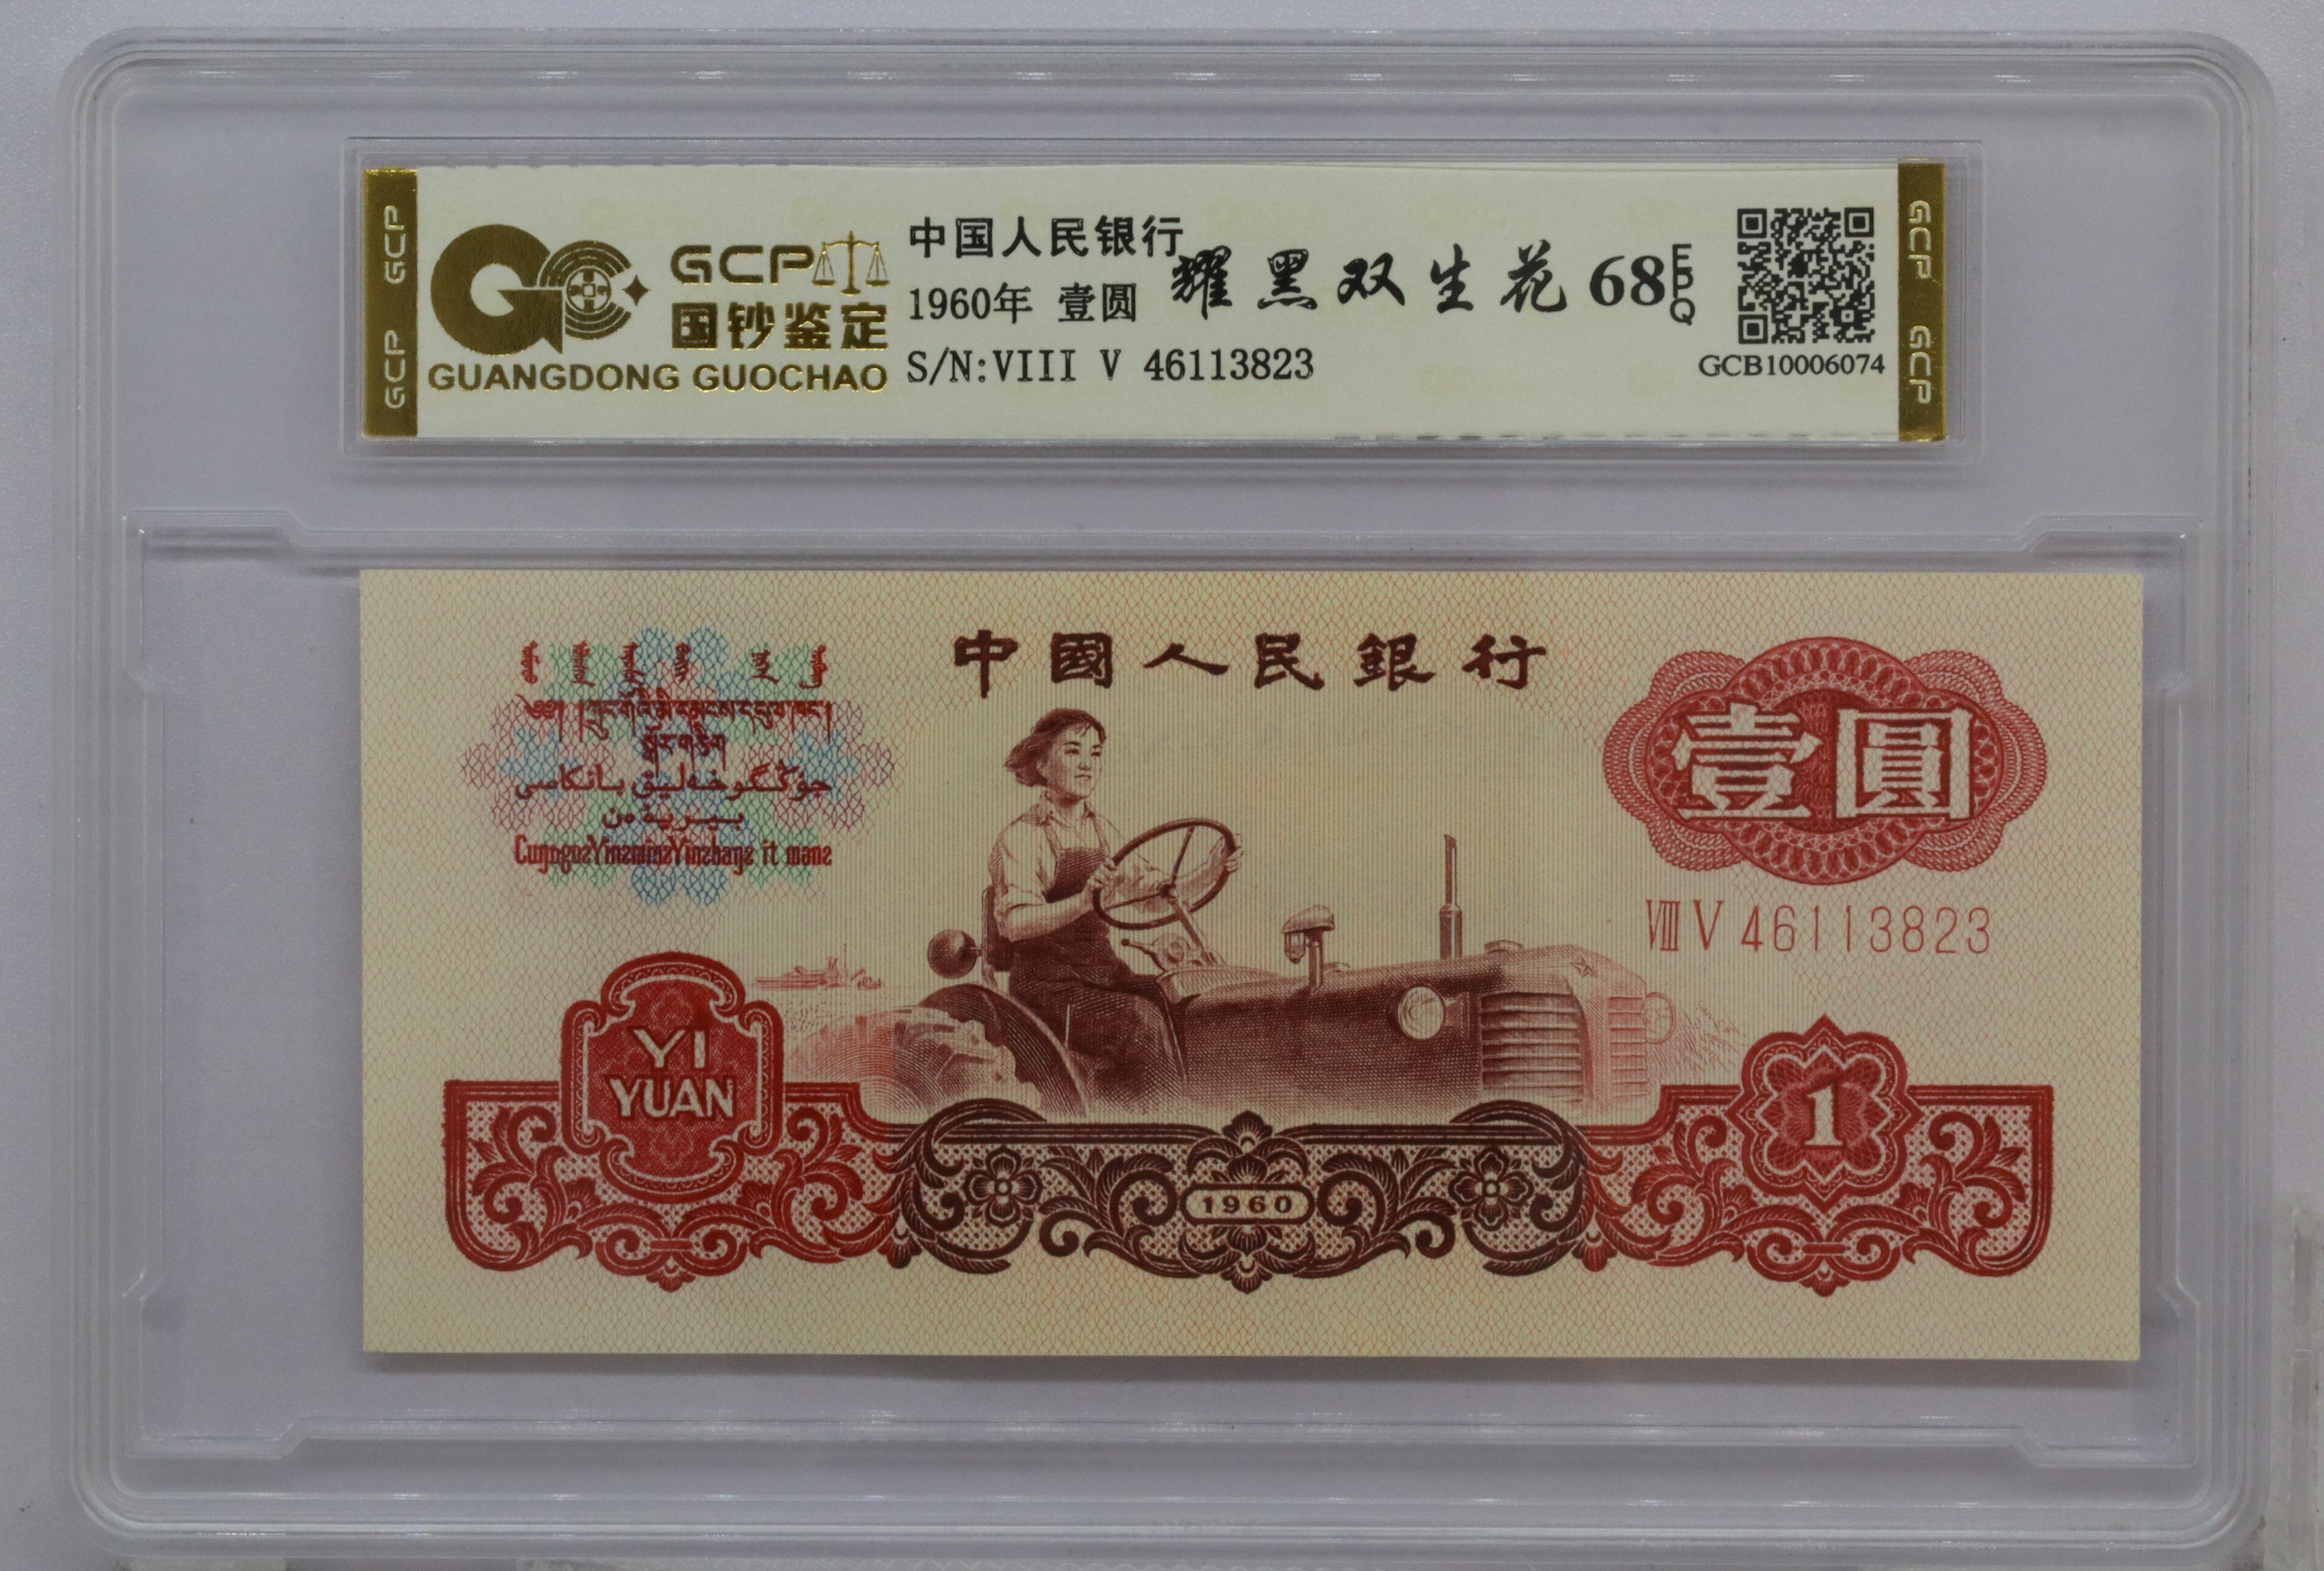 GCP GCP
GCP
国钞鉴定
GUANGDONG GUOCHAO
中国人民银行
1960年 壹圆
S/N:VIII V 46113823
耀黑双生花 68 EPQ
GCB10006074
GCP GCP
中國人民銀行
壹圓
VIII V 46113823
YI
YUAN
1960
1